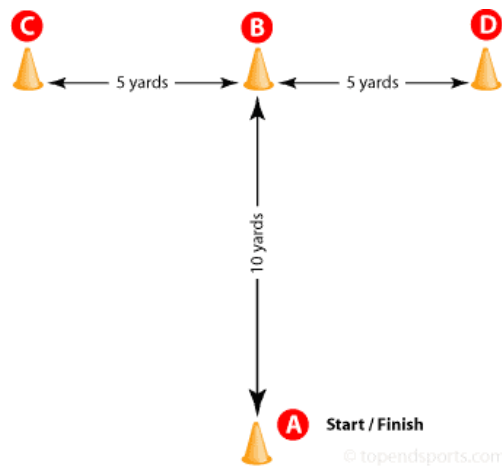 C
B
D
5 yards
5 yards
10 yards
A
Start / Finish
© topendsports.com